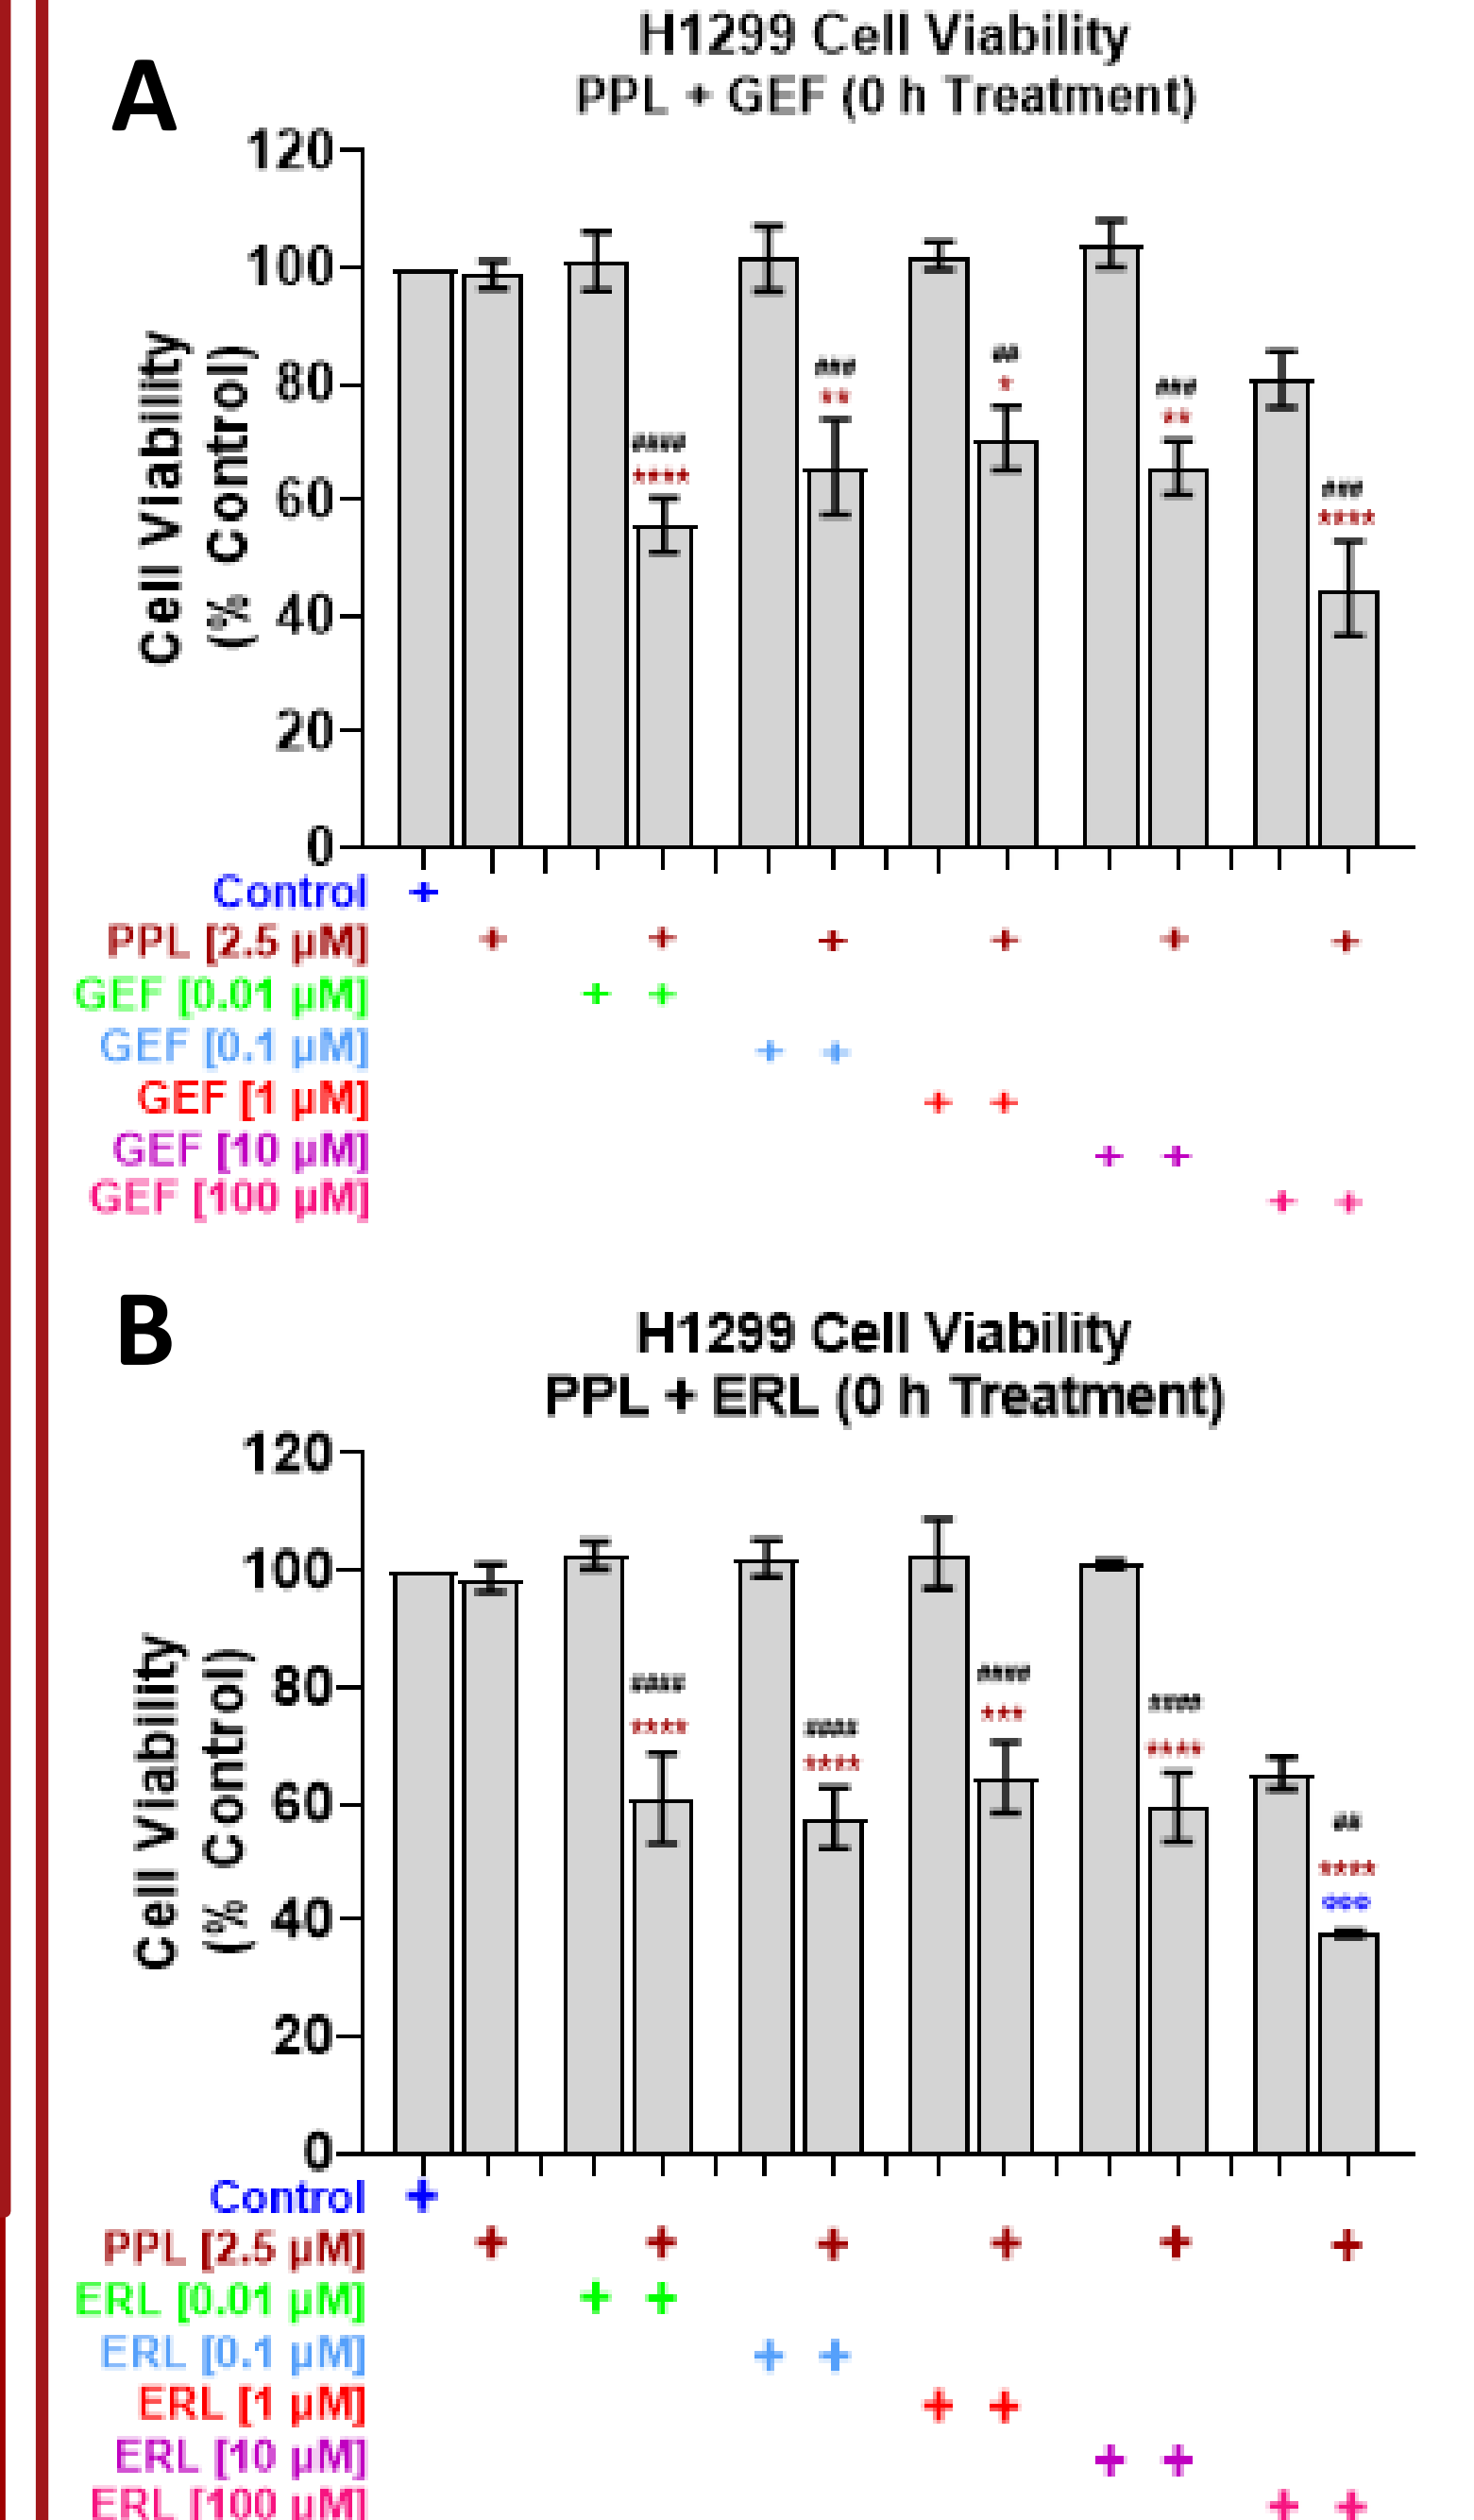 A
H1299 Cell Viability
PPL + GEF (0 h Treatment)
Cell Viability
(% Control)
120
100
80
60
40
20
0
####
****
###
**
##
*
###
**
###
****
Control +
PPL [2.5 µM] + + + + + +
GEF [0.01 µM] + +
GEF [0.1 µM] + +
GEF [1 µM] + +
GEF [10 µM] + +
GEF [100 µM] + +
B
H1299 Cell Viability
PPL + ERL (0 h Treatment)
Cell Viability
(% Control)
120
100
80
60
40
20
0
####
****
####
****
####
***
####
****
##
****
Control +
PPL [2.5 µM] + + + + + +
ERL [0.01 µM] + +
ERL [0.1 µM] + +
ERL [1 µM] + +
ERL [10 µM] + +
ERL [100 µM] + +